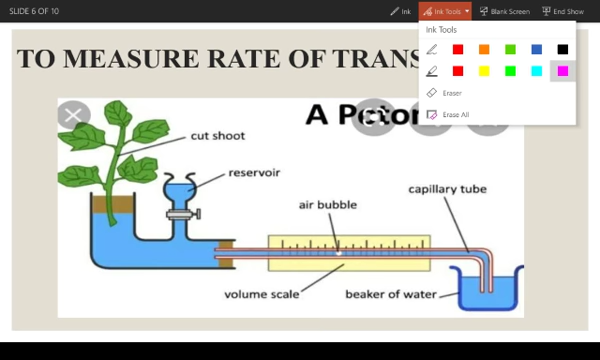 SLIDE 6 OF 10
Ink
Ink Tools
Blank Screen
End Show
Ink Tools
Eraser
Erase All
TO MEASURE RATE OF TRANS
A
cut shoot
reservoir
capillary tube
air bubble
volume scale
beaker of water